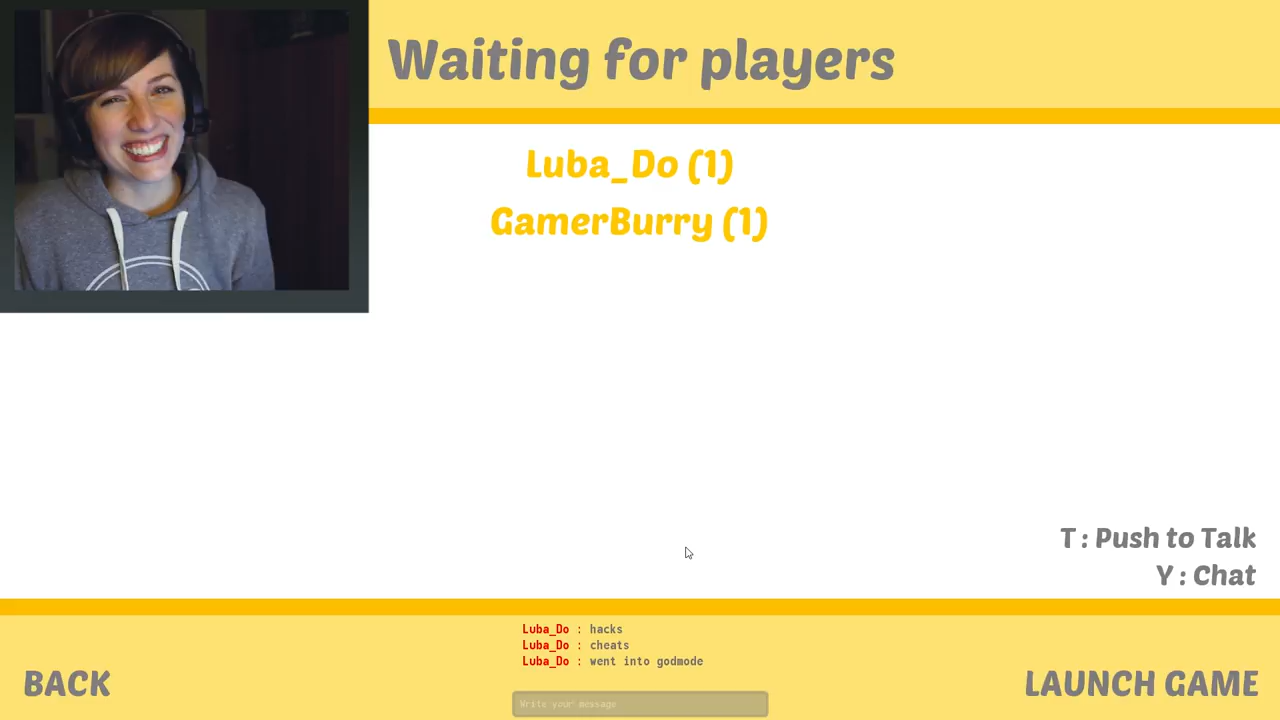 Waiting for players
Luba_Do (1)
GamerBurry (1)
T : Push to Talk
Y : Chat
Luba_Do : hacks
Luba_Do : cheats
Luba_Do : went into godmode
Write your message
BACK
LAUNCH GAME